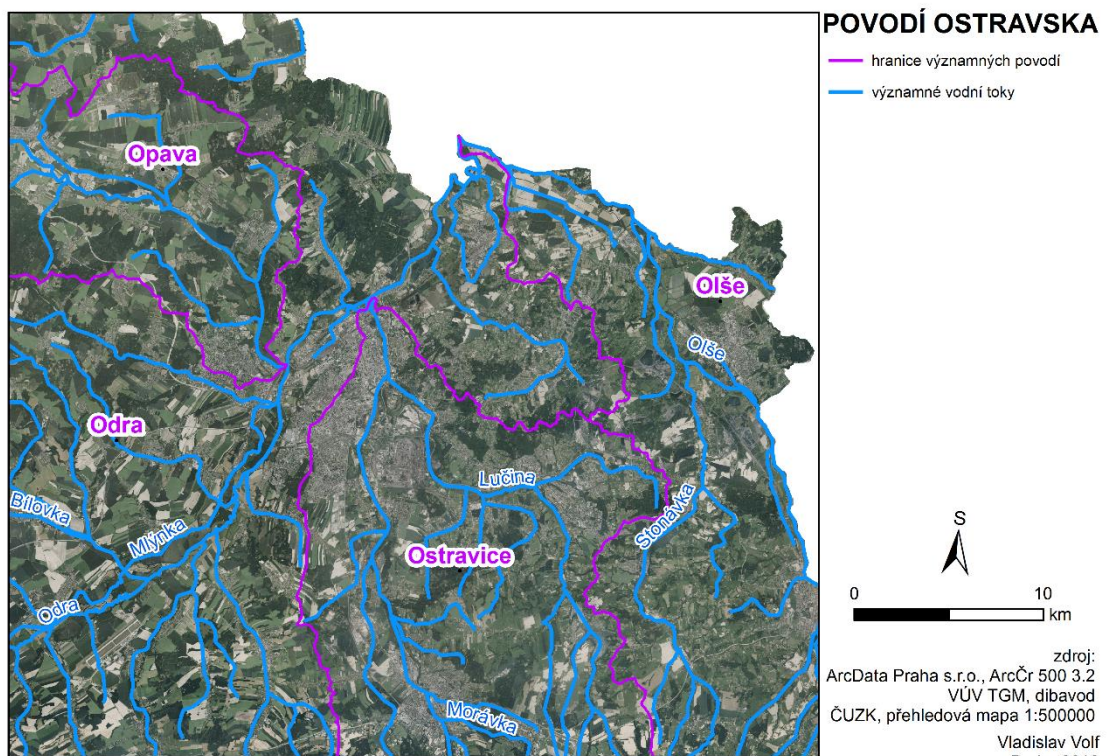 POVODÍ OSTRAVSKA
hranice významných povodí
významné vodní toky
Opava
Olše
Olše
Odra
Lučina
Bílovka
Stonávka
Mlýnka
Ostravice
Odra
Morávka
S
0 10
km
zdroj:
ArcData Praha s.r.o., ArcČr 500 3.2
VÚV TGM, dibavod
ČUZK, přehledová mapa 1:500000
Vladislav Volf